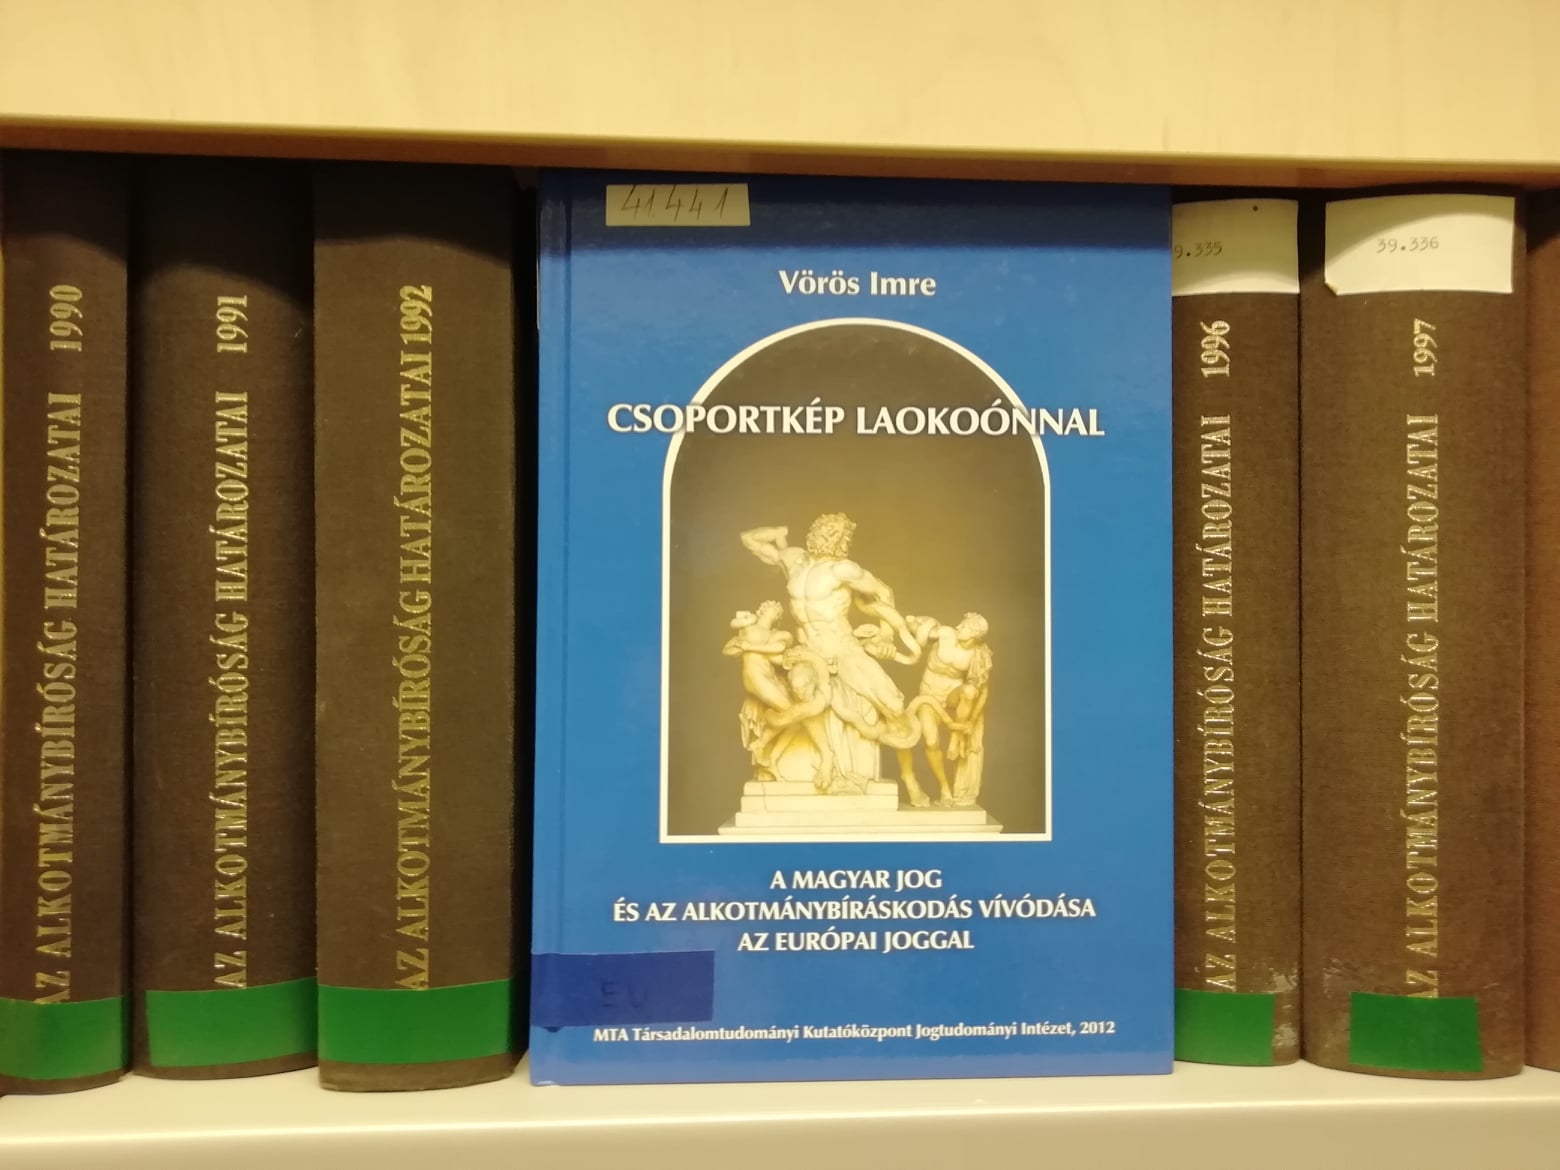 AZ ALKOTMÁNYBÍRÓSÁG HATÁROZATAI 1990
AZ ALKOTMÁNYBÍRÓSÁG HATÁROZATAI 1991
AZ ALKOTMÁNYBÍRÓSÁG HATÁROZATAI 1992
41.441
Vörös Imre
CSOPORTKÉP LAOKOÓNNAL
A MAGYAR JOG
ÉS AZ ALKOTMÁNYBÍRÁSKODÁS VÍVÓDÁSA
AZ EURÓPAI JOGGAL
EU
MTA Társadalomtudományi Kutatóközpont Jogtudományi Intézet, 2012
9.335
AZ ALKOTMÁNYBÍRÓSÁG HATÁROZATAI 1996
39.336
AZ ALKOTMÁNYBÍRÓSÁG HATÁROZATAI 1997